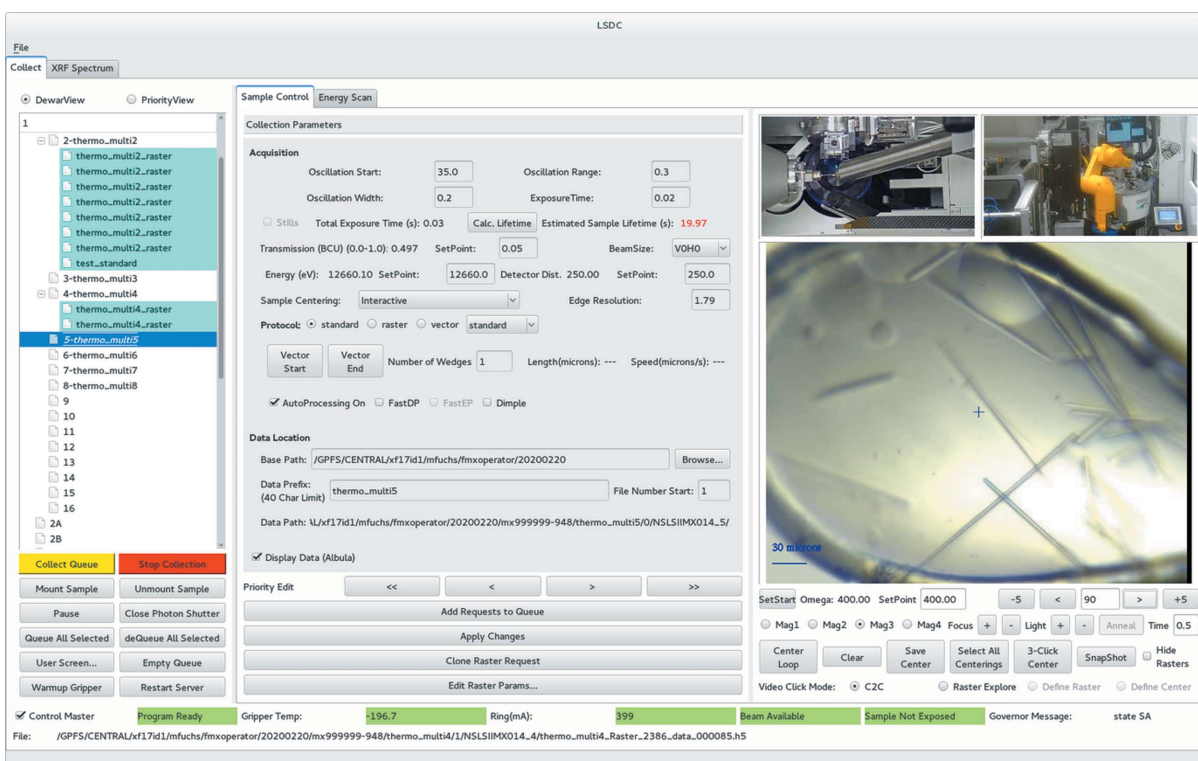 LSDC
File
Collect XRF Spectrum
DewarView PriorityView
1
2-thermo_multi2
thermo_multi2_raster
thermo_multi2_raster
thermo_multi2_raster
thermo_multi2_raster
thermo_multi2_raster
thermo_multi2_raster
thermo_multi2_raster
test_standard
3-thermo_multi3
4-thermo_multi4
thermo_multi4_raster
thermo_multi4_raster
5-thermo_multi5
6-thermo_multi6
7-thermo_multi7
8-thermo_multi8
9
10
11
12
13
14
15
16
2A
2B
Collect Queue Stop Collection
Mount Sample Unmount Sample
Pause Close Photon Shutter
Queue All Selected deQueue All Selected
User Screen... Empty Queue
Warmup Gripper Restart Server
Sample Control Energy Scan
Collection Parameters
Acquisition
Oscillation Start: 35.0 Oscillation Range: 0.3
Oscillation Width: 0.2 ExposureTime: 0.02
Stills Total Exposure Time (s): 0.03 Calc. Lifetime Estimated Sample Lifetime (s): 19.97
Transmission (BCU) (0.0-1.0): 0.497 SetPoint: 0.05 BeamSize: V0H0
Energy (eV): 12660.10 SetPoint: 12660.0 Detector Dist. 250.00 SetPoint: 250.0
Sample Centering: Interactive Edge Resolution: 1.79
Protocol: standard raster vector standard
Vector Start Vector End Number of Wedges 1 Length(microns): --- Speed(microns/s): ---
AutoProcessing On FastDP FastEP Dimple
Data Location
Base Path: /GPFS/CENTRAL/xf17id1/mfuchs/fmxoperator/20200220 Browse...
Data Prefix:
(40 Char Limit) thermo_multi5 File Number Start: 1
Data Path: \L/xf17id1/mfuchs/fmxoperator/20200220/mx999999-948/thermo_multi5/0/NSLSIIMX014_5/
Display Data (Albula)
Priority Edit << < > >>
Add Requests to Queue
Apply Changes
Clone Raster Request
Edit Raster Params...
30 microns
SetStart Omega: 400.00 SetPoint 400.00 -5 < 90 > +5
Mag1 Mag2 Mag3 Mag4 Focus + - Light + - Anneal Time 0.5
Center Loop Clear Save Center Select All Centerings 3-Click Center SnapShot Hide Rasters
Video Click Mode: C2C Raster Explore Define Raster Define Center
Control Master Program Ready Gripper Temp: -196.7 Ring(mA): 399 Beam Available Sample Not Exposed Governor Message: state SA
File: /GPFS/CENTRAL/xf17id1/mfuchs/fmxoperator/20200220/mx999999-948/thermo_multi4/1/NSLSIIMX014_4/thermo_multi4_Raster_2386_data_000085.h5